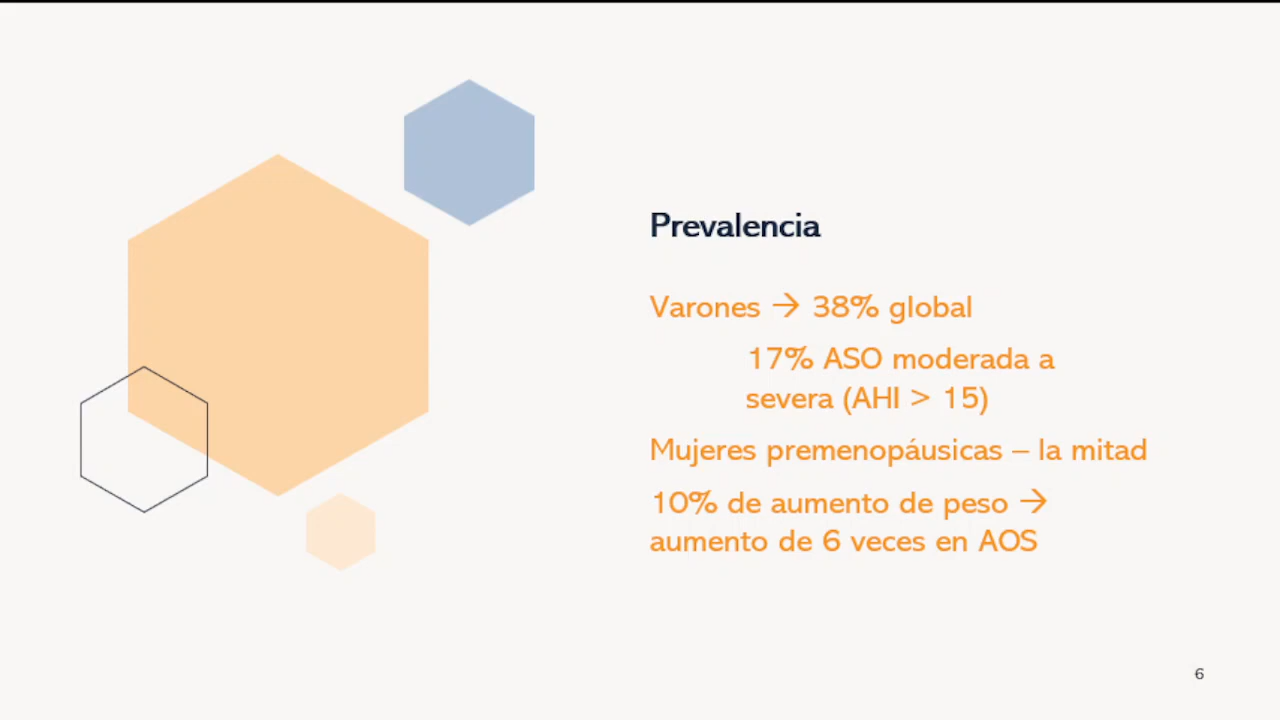 Prevalencia
Varones → 38% global
17% ASO moderada a
severa (AHI > 15)
Mujeres premenopáusicas – la mitad
10% de aumento de peso →
aumento de 6 veces en AOS
6